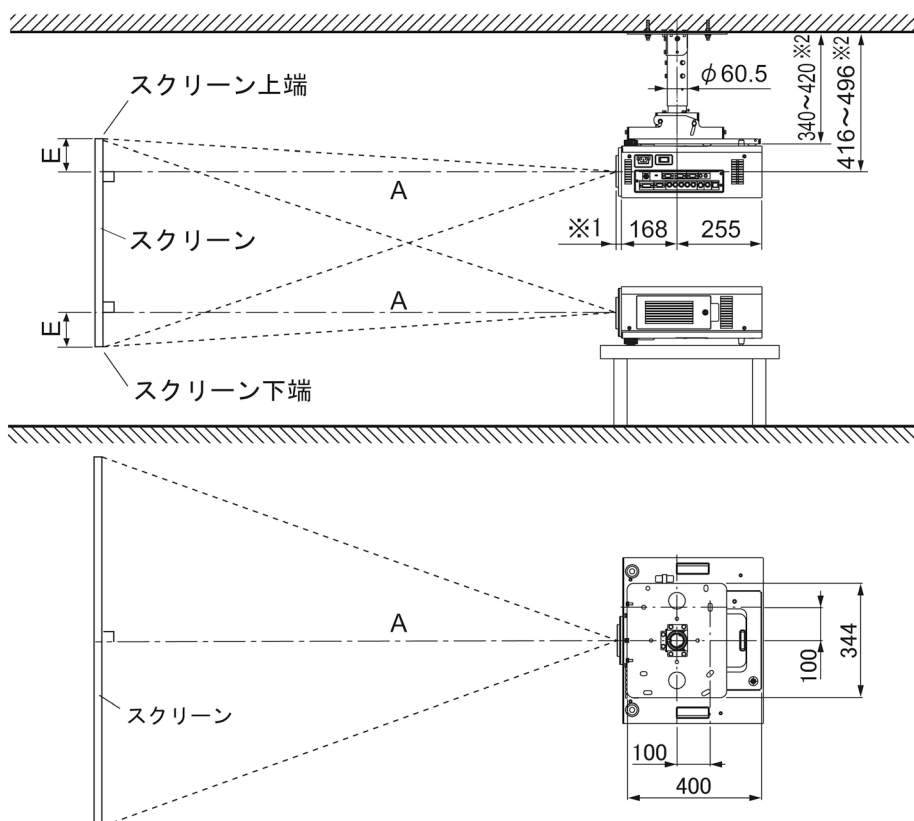 スクリーン上端
φ60.5
340～420※2
416～496※2
E
A
※1
168
255
スクリーン
A
E
スクリーン下端
A
スクリーン
100
344
100
400